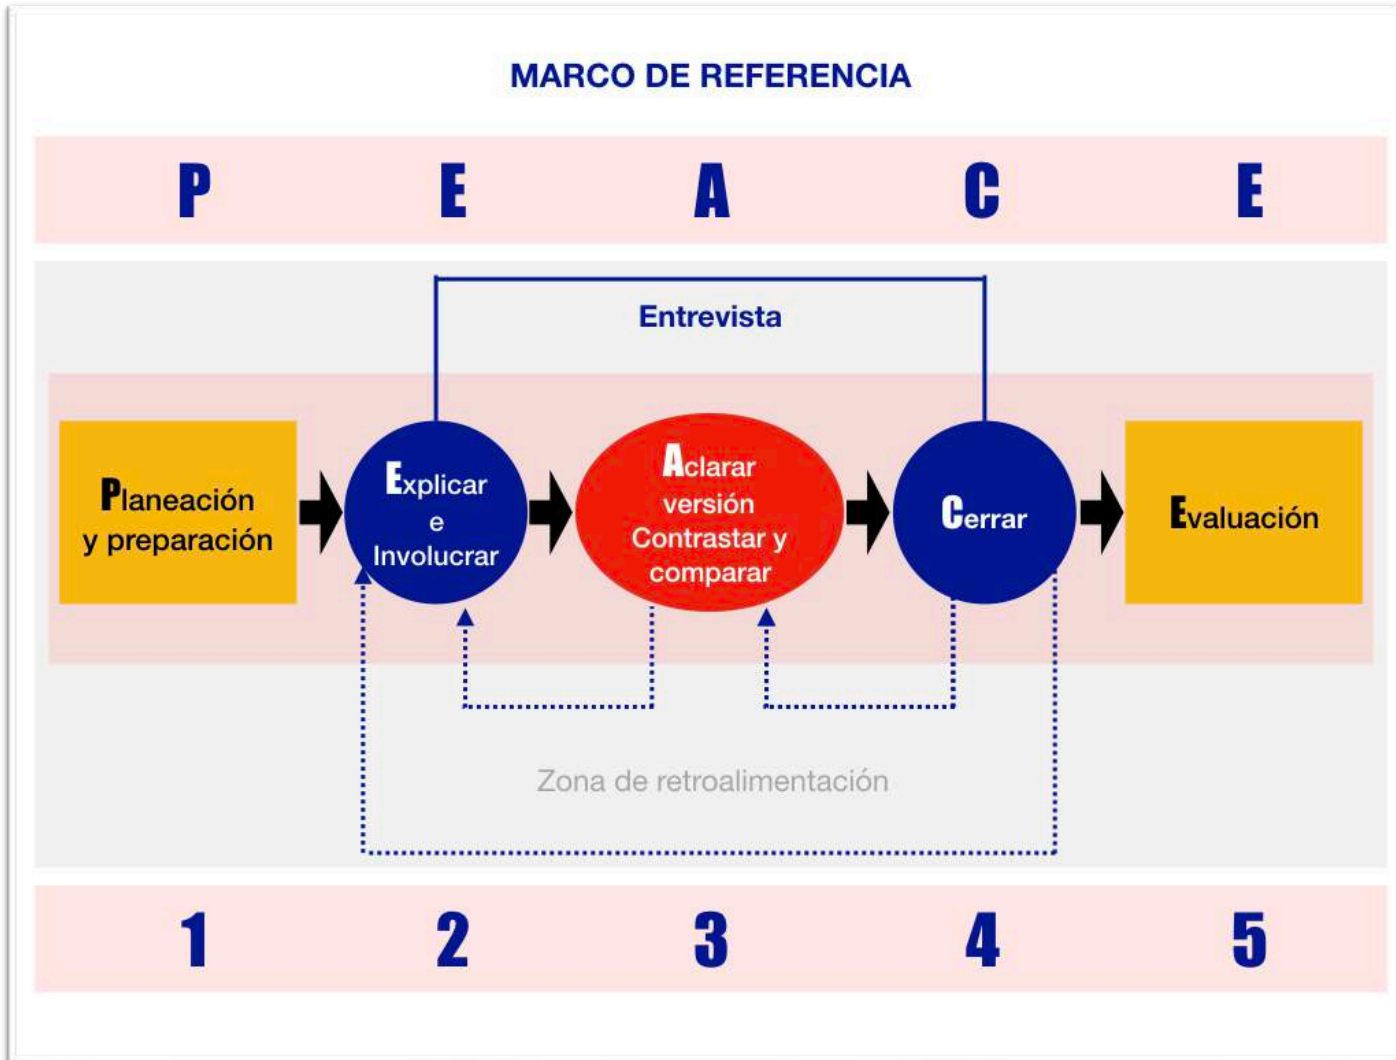 MARCO DE REFERENCIA
P E A C E
Entrevista
Planeación
y preparación
Explicar
e
Involucrar
Aclarar
versión
Contrastar y
comparar
Cerrar
Evaluación
Zona de retroalimentación
1 2 3 4 5